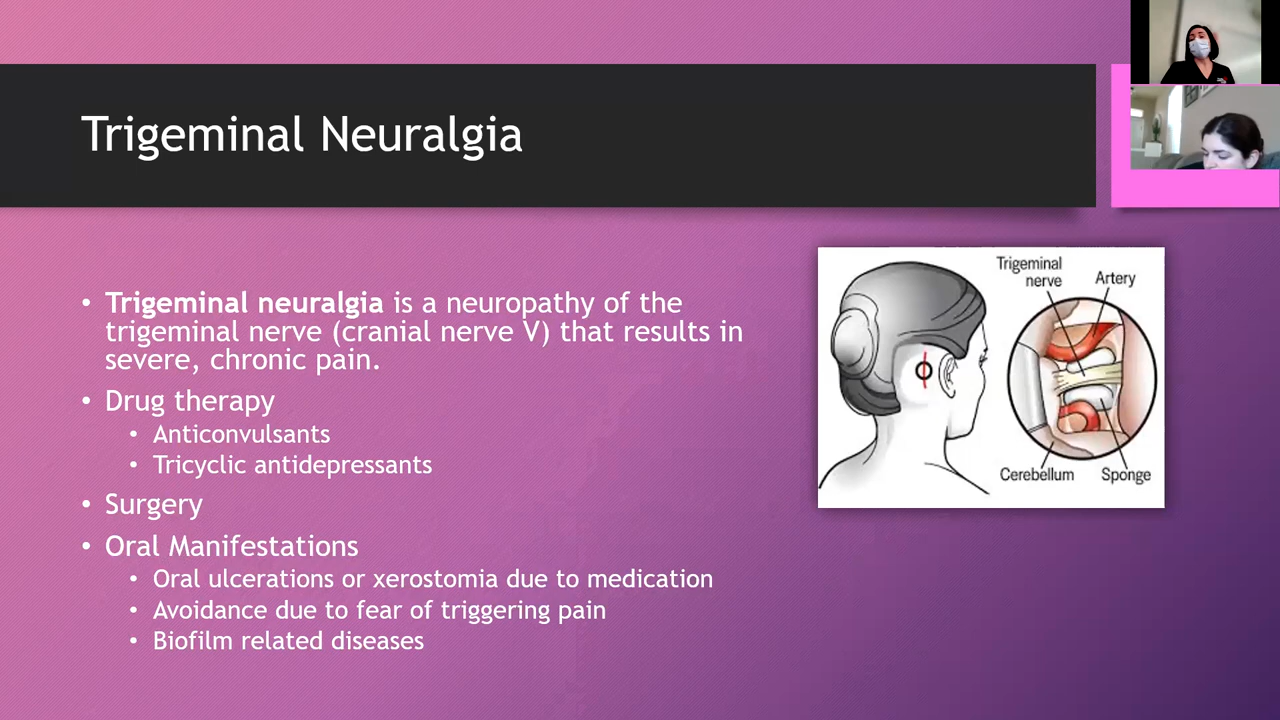 Trigeminal Neuralgia
• Trigeminal neuralgia is a neuropathy of the
trigeminal nerve (cranial nerve V) that results in
severe, chronic pain.
• Drug therapy
• Anticonvulsants
• Tricyclic antidepressants
• Surgery
• Oral Manifestations
• Oral ulcerations or xerostomia due to medication
• Avoidance due to fear of triggering pain
• Biofilm related diseases
Trigeminal
nerve
Artery
Cerebellum
Sponge